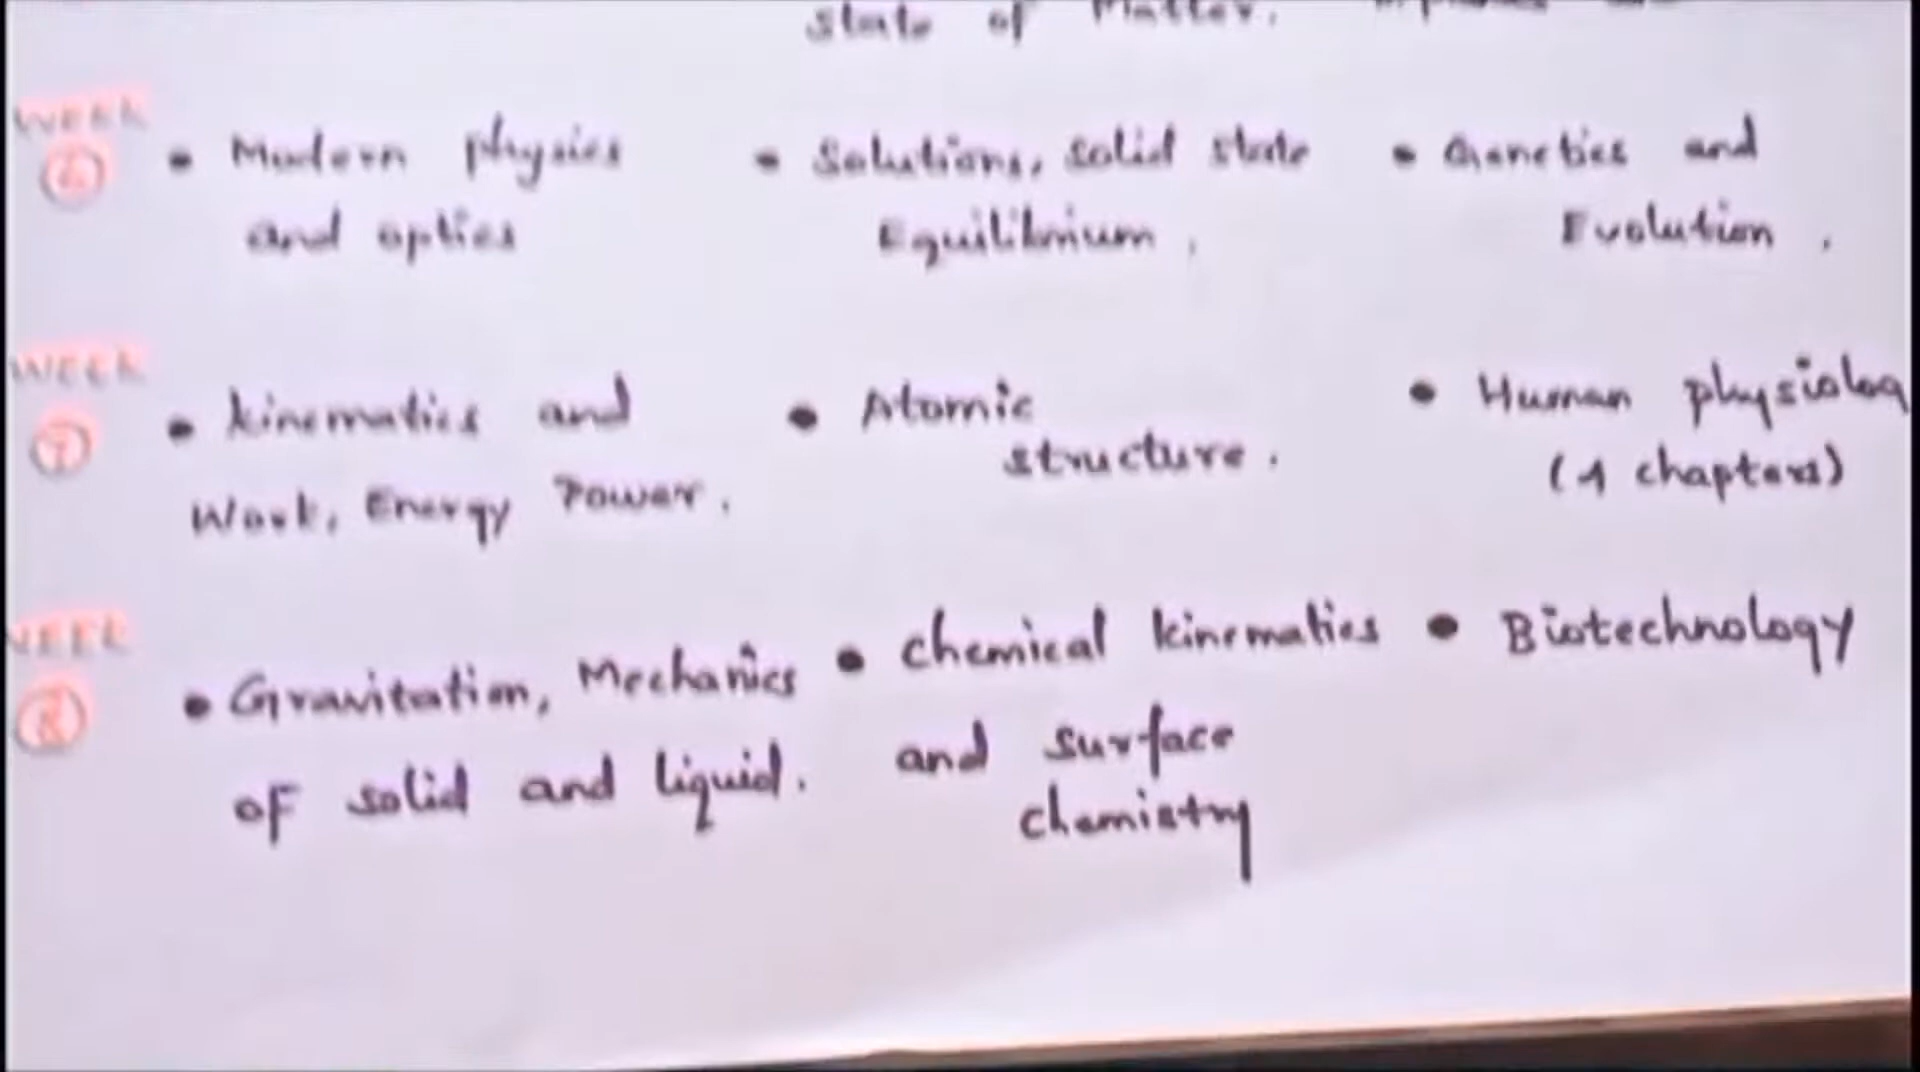 state of Matter.
WEEK
6
• Modern physics
and optics
• Solutions, solid state
Equilibrium.
• Genetics and
Evolution.
WEEK
7
• kinematics and
Work, Energy Power.
• Atomic
structure.
• Human physiolog
(4 chapters)
WEEK
8
• Gravitation, Mechanics
of solid and liquid.
• chemical kinematics
and surface
chemistry
• Biotechnology